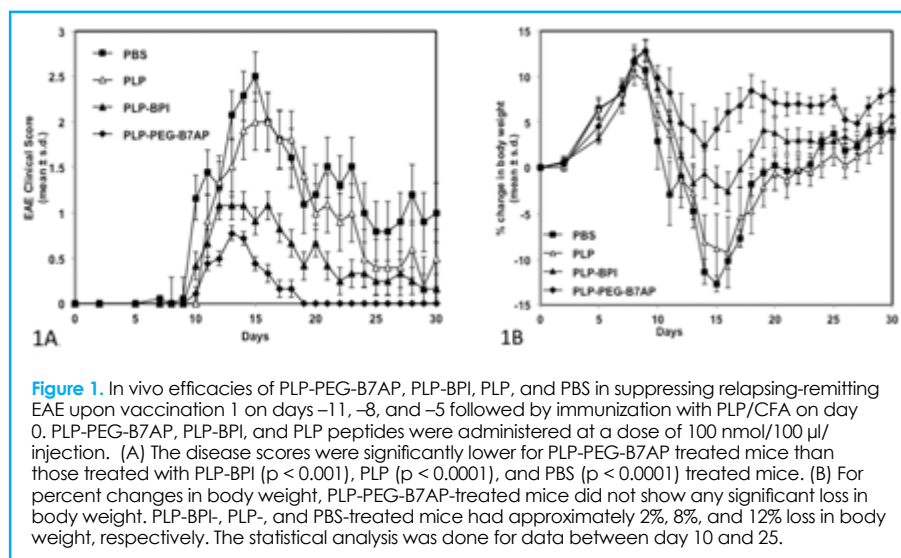 3
2.5
2
1.5
1
0.5
0
EAE Clinical Score
(mean ± s.d.)
PBS
PLP
PLP-BPI
PLP-PEG-B7AP
0 5 10 15 20 25 30
Days
1A
15
10
5
0
-5
-10
-15
% change in body weight
(mean ± s.d.)
PBS
PLP
PLP-BPI
PLP-PEG-B7AP
0 5 10 15 20 25 30
Days
1B
Figure 1. In vivo efficacies of PLP-PEG-B7AP, PLP-BPI, PLP, and PBS in suppressing relapsing-remitting
EAE upon vaccination 1 on days –11, –8, and –5 followed by immunization with PLP/CFA on day
0. PLP-PEG-B7AP, PLP-BPI, and PLP peptides were administered at a dose of 100 nmol/100 µl/
injection. (A) The disease scores were significantly lower for PLP-PEG-B7AP treated mice than
those treated with PLP-BPI (p < 0.001), PLP (p < 0.0001), and PBS (p < 0.0001) treated mice. (B) For
percent changes in body weight, PLP-PEG-B7AP-treated mice did not show any significant loss in
body weight. PLP-BPI-, PLP-, and PBS-treated mice had approximately 2%, 8%, and 12% loss in body
weight, respectively. The statistical analysis was done for data between day 10 and 25.